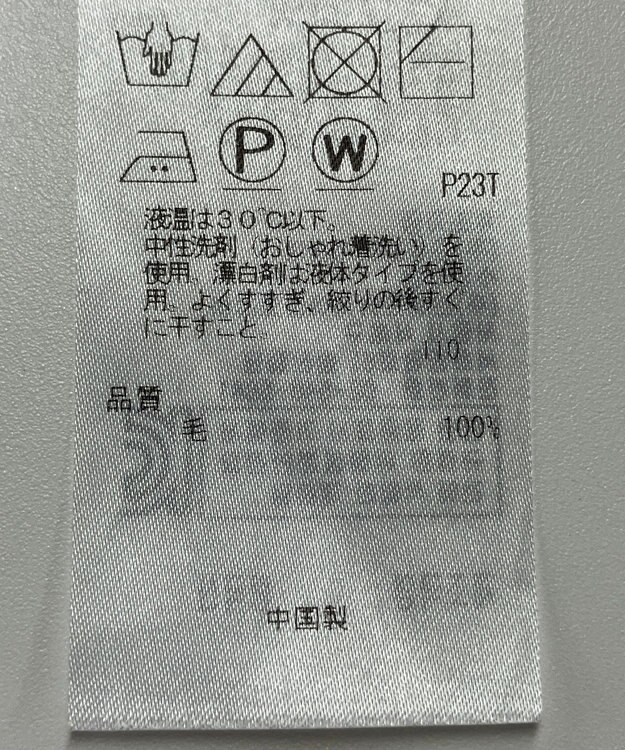 P W
P23T
液温は30℃以下。
中性洗剤（おしゃれ着洗い）を
使用、漂白剤は液体タイプを使
用。よくすすぎ、絞りの後すぐ
に干すこと
110
品質
毛 100%
中国製